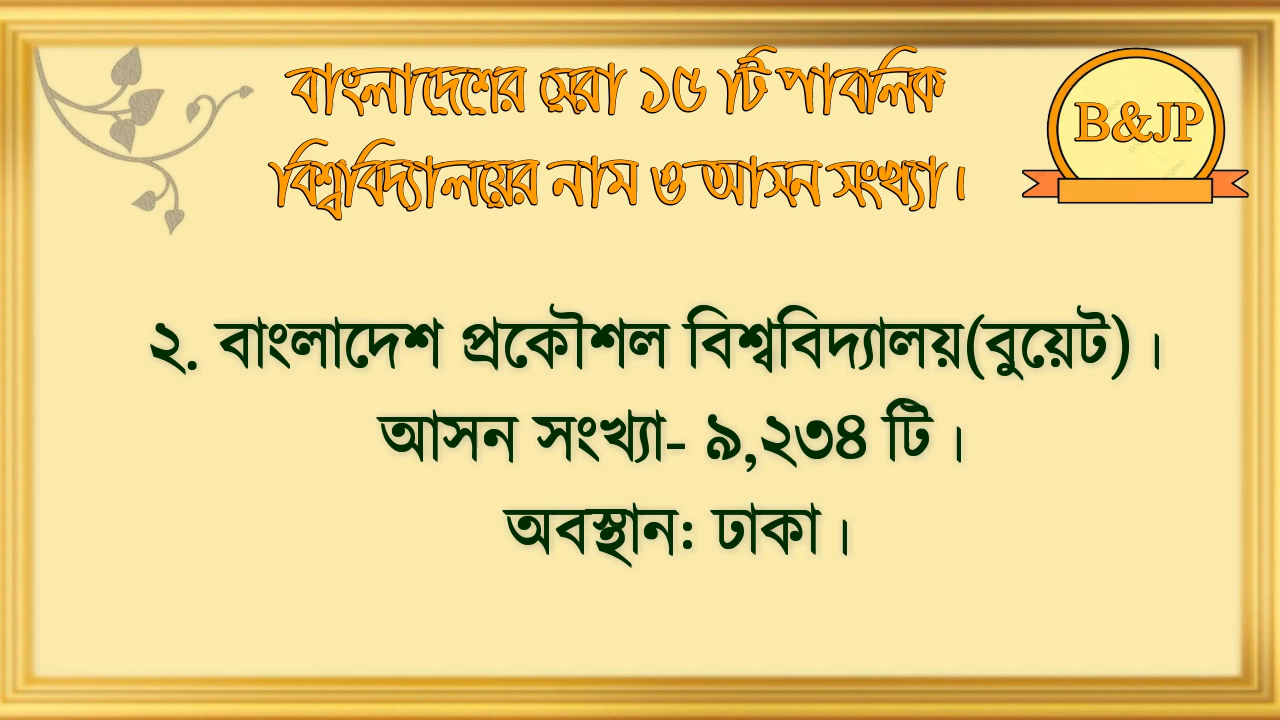 বাংলাদেশের সেরা ১৫ টি পাবলিক
বিশ্ববিদ্যালয়ের নাম ও আসন সংখ্যা।
B&JP
২. বাংলাদেশ প্রকৌশল বিশ্ববিদ্যালয়(বুয়েট)।
আসন সংখ্যা- ৯,২৩৪ টি।
অবস্থান: ঢাকা।